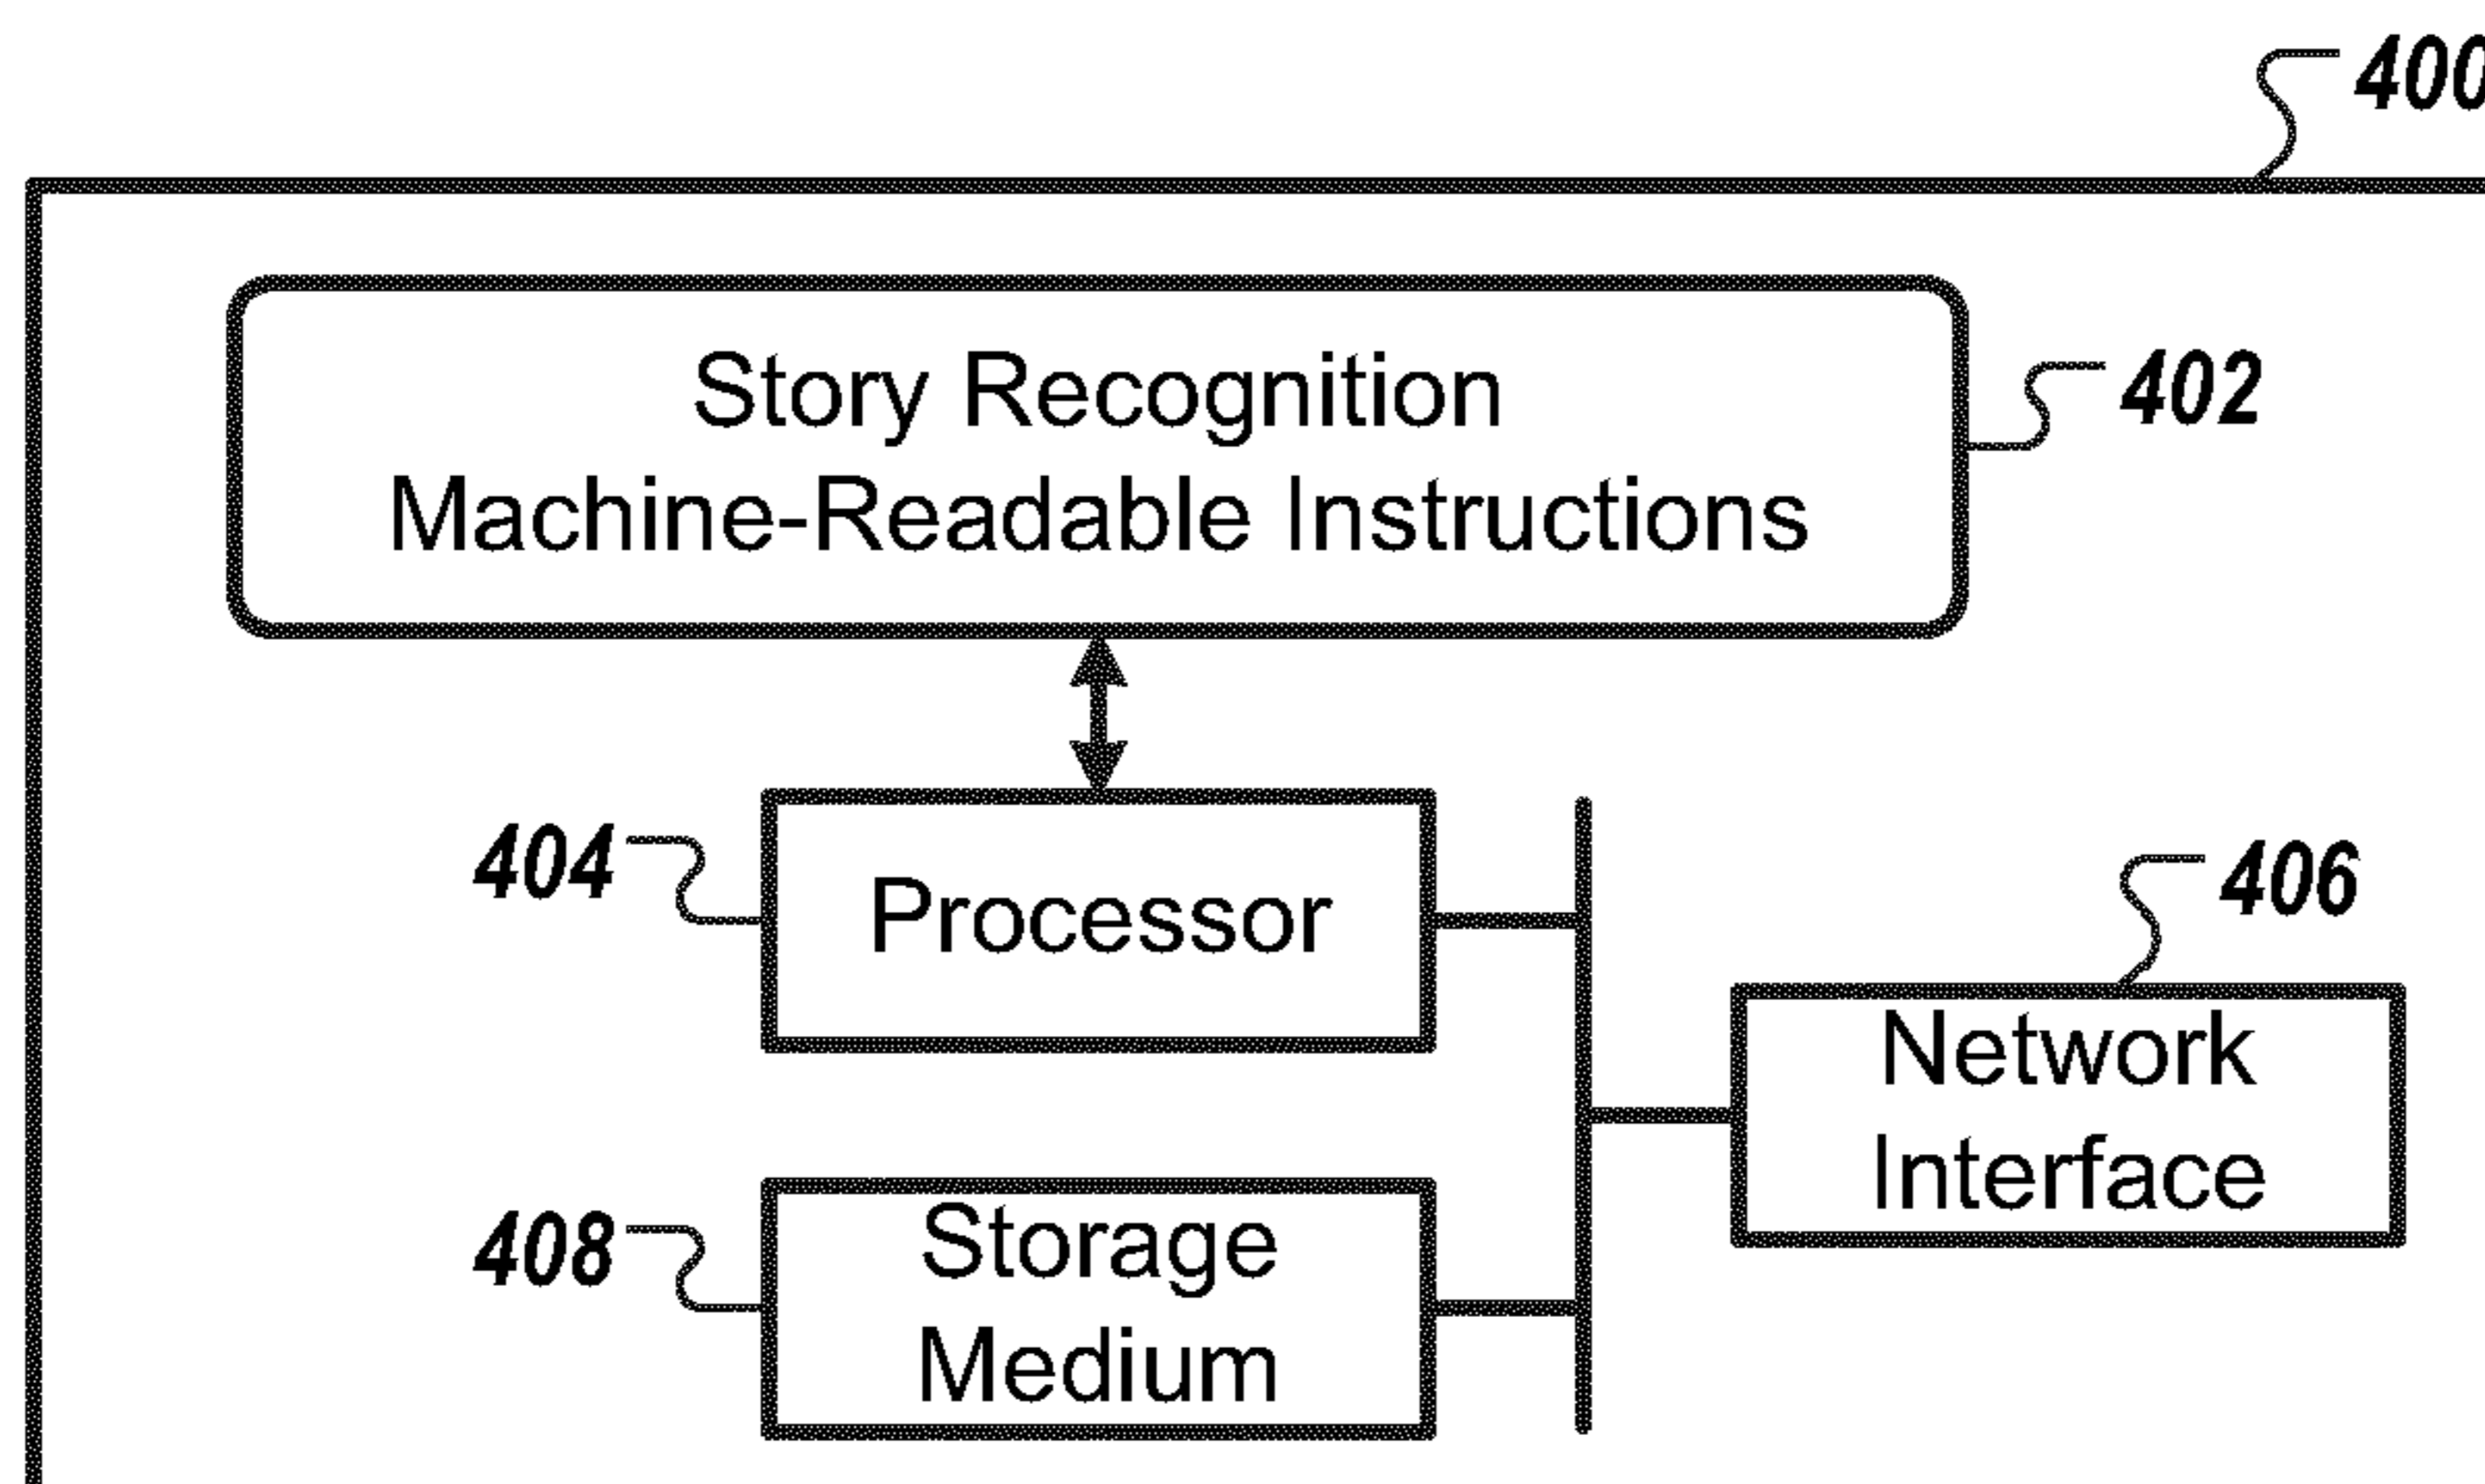 400
Story Recognition
Machine-Readable Instructions
402
404
Processor
406
Network
Interface
408
Storage
Medium